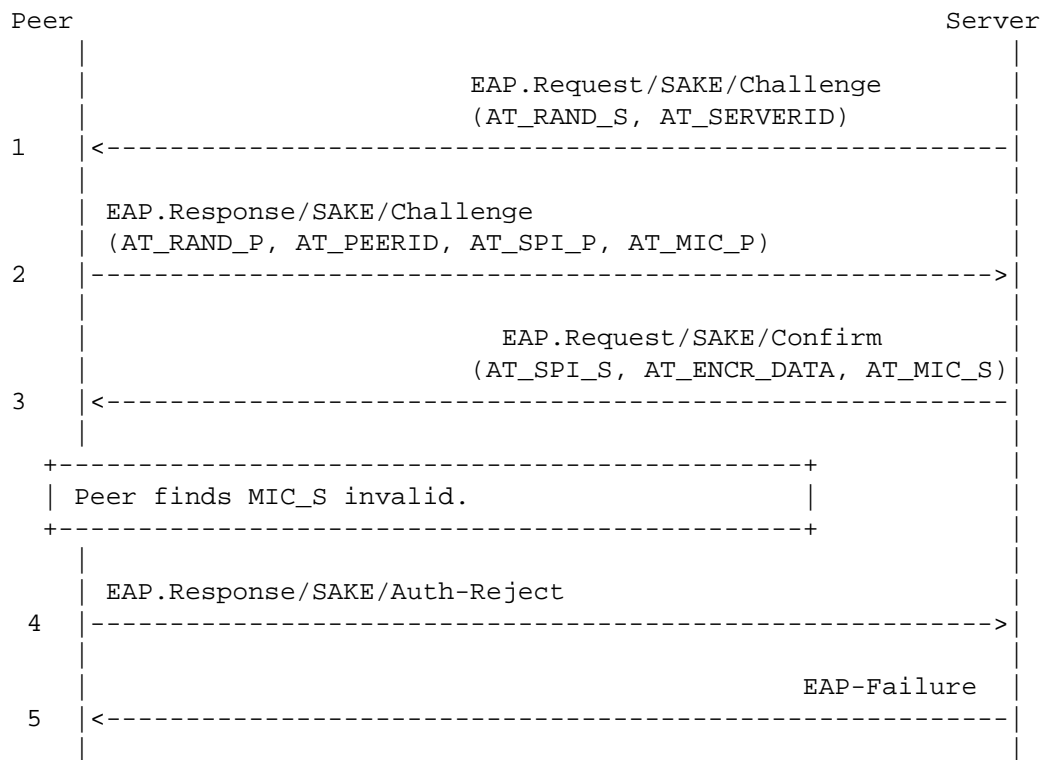 Peer Server
EAP.Request/SAKE/Challenge
(AT_RAND_S, AT_SERVERID)
1
EAP.Response/SAKE/Challenge
(AT_RAND_P, AT_PEERID, AT_SPI_P, AT_MIC_P)
2
EAP.Request/SAKE/Confirm
(AT_SPI_S, AT_ENCR_DATA, AT_MIC_S)
3
Peer finds MIC_S invalid.
EAP.Response/SAKE/Auth-Reject
4
EAP-Failure
5